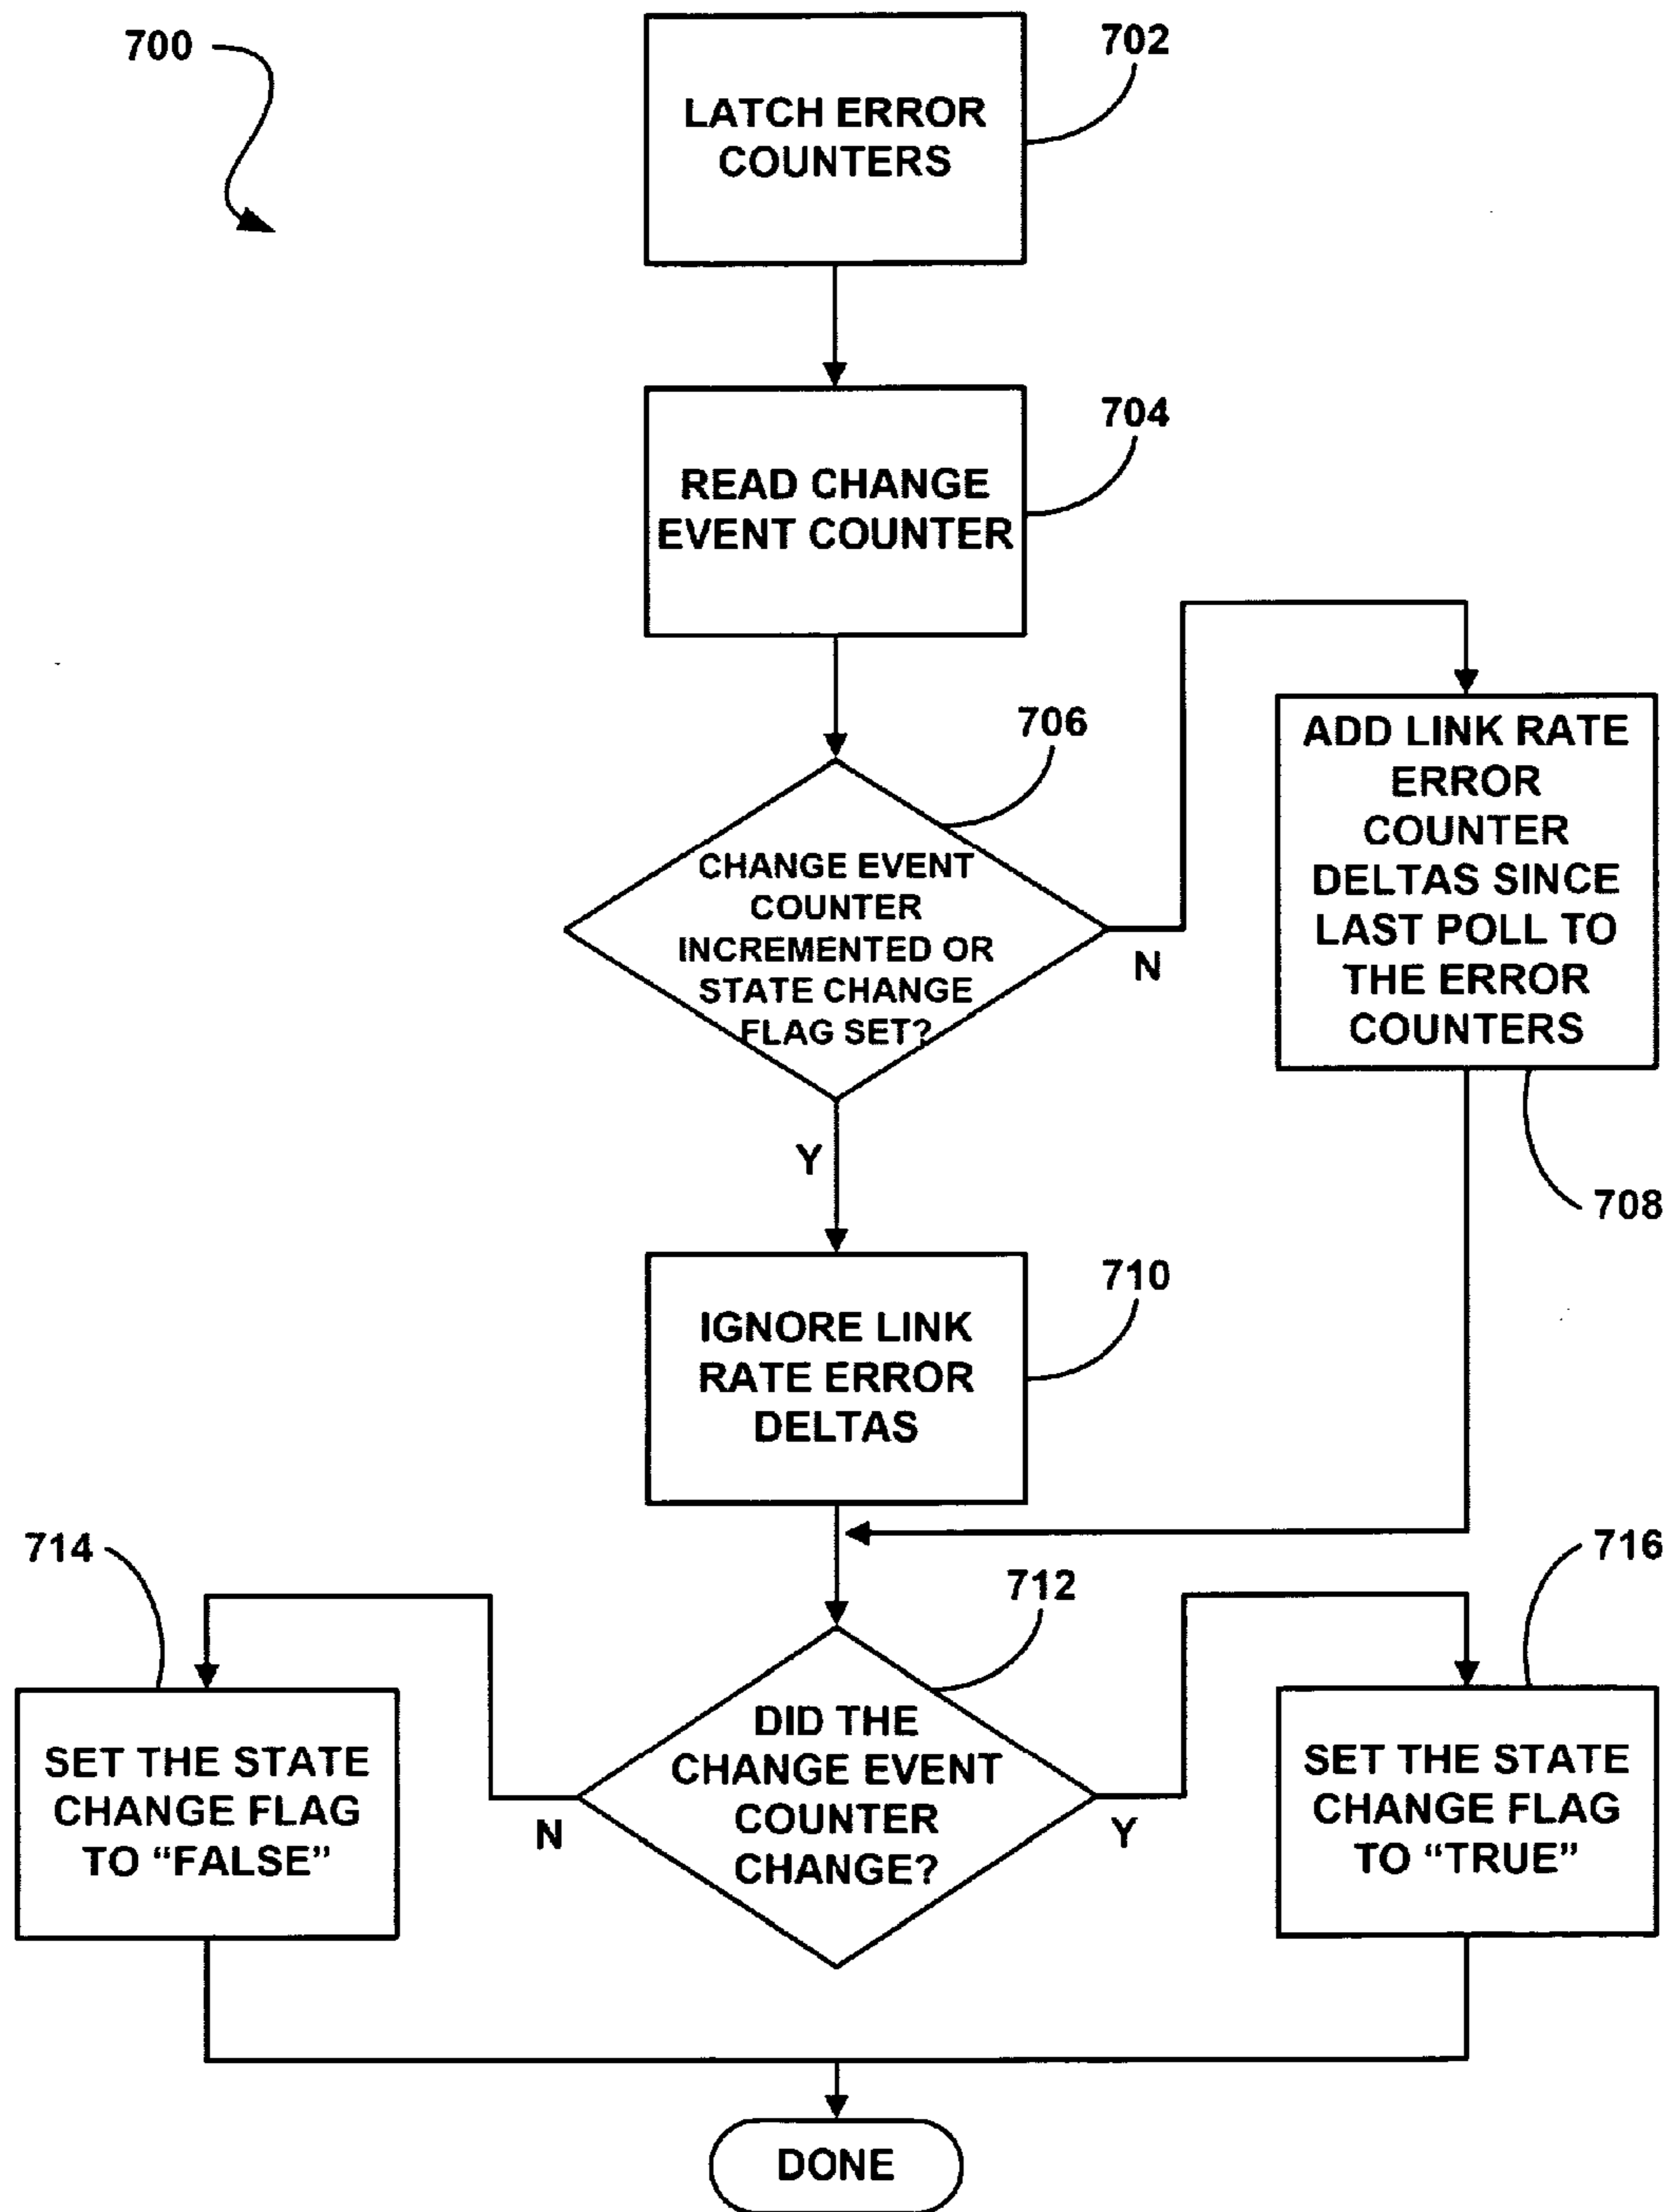 700
702
LATCH ERROR
COUNTERS
704
READ CHANGE
EVENT COUNTER
706
CHANGE EVENT
COUNTER
INCREMENTED OR
STATE CHANGE
FLAG SET?
N
Y
ADD LINK RATE
ERROR
COUNTER
DELTAS SINCE
LAST POLL TO
THE ERROR
COUNTERS
708
710
IGNORE LINK
RATE ERROR
DELTAS
712
DID THE
CHANGE EVENT
COUNTER
CHANGE?
N
Y
714
SET THE STATE
CHANGE FLAG
TO “FALSE”
716
SET THE STATE
CHANGE FLAG
TO “TRUE”
DONE